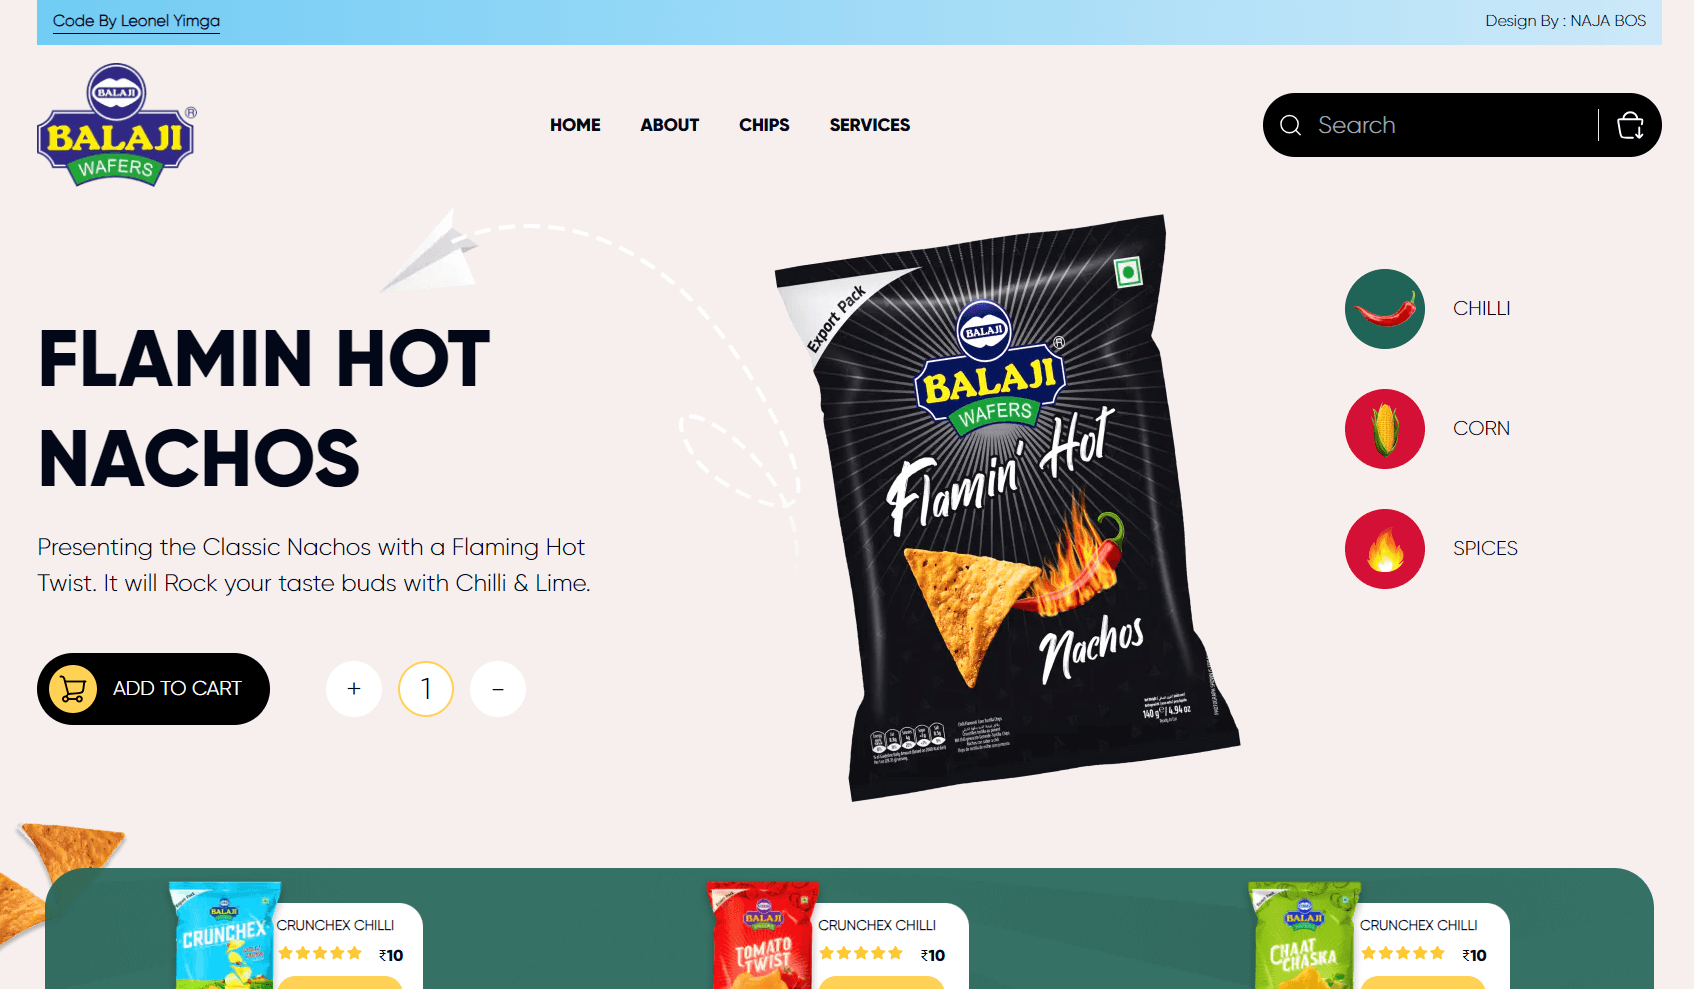 Code By Leonel Yimga
Design By : NAJA BOS
BALAJI
BALAJI
®
WAFERS
HOME
ABOUT
CHIPS
SERVICES
Search
FLAMIN HOT
NACHOS
Presenting the Classic Nachos with a Flaming Hot
Twist. It will Rock your taste buds with Chilli & Lime.
ADD TO CART
+
1
-
Export Pack
BALAJI
®
BALAJI
WAFERS
Flamin' Hot
Nachos
140 g℮/4.94 oz
CHILLI
CORN
SPICES
BALAJI
CRUNCHEX
CRUNCHEX CHILLI
₹10
BALAJI
TOMATO
TWIST
CRUNCHEX CHILLI
₹10
BALAJI
CHAAT
CHASKA
CRUNCHEX CHILLI
₹10